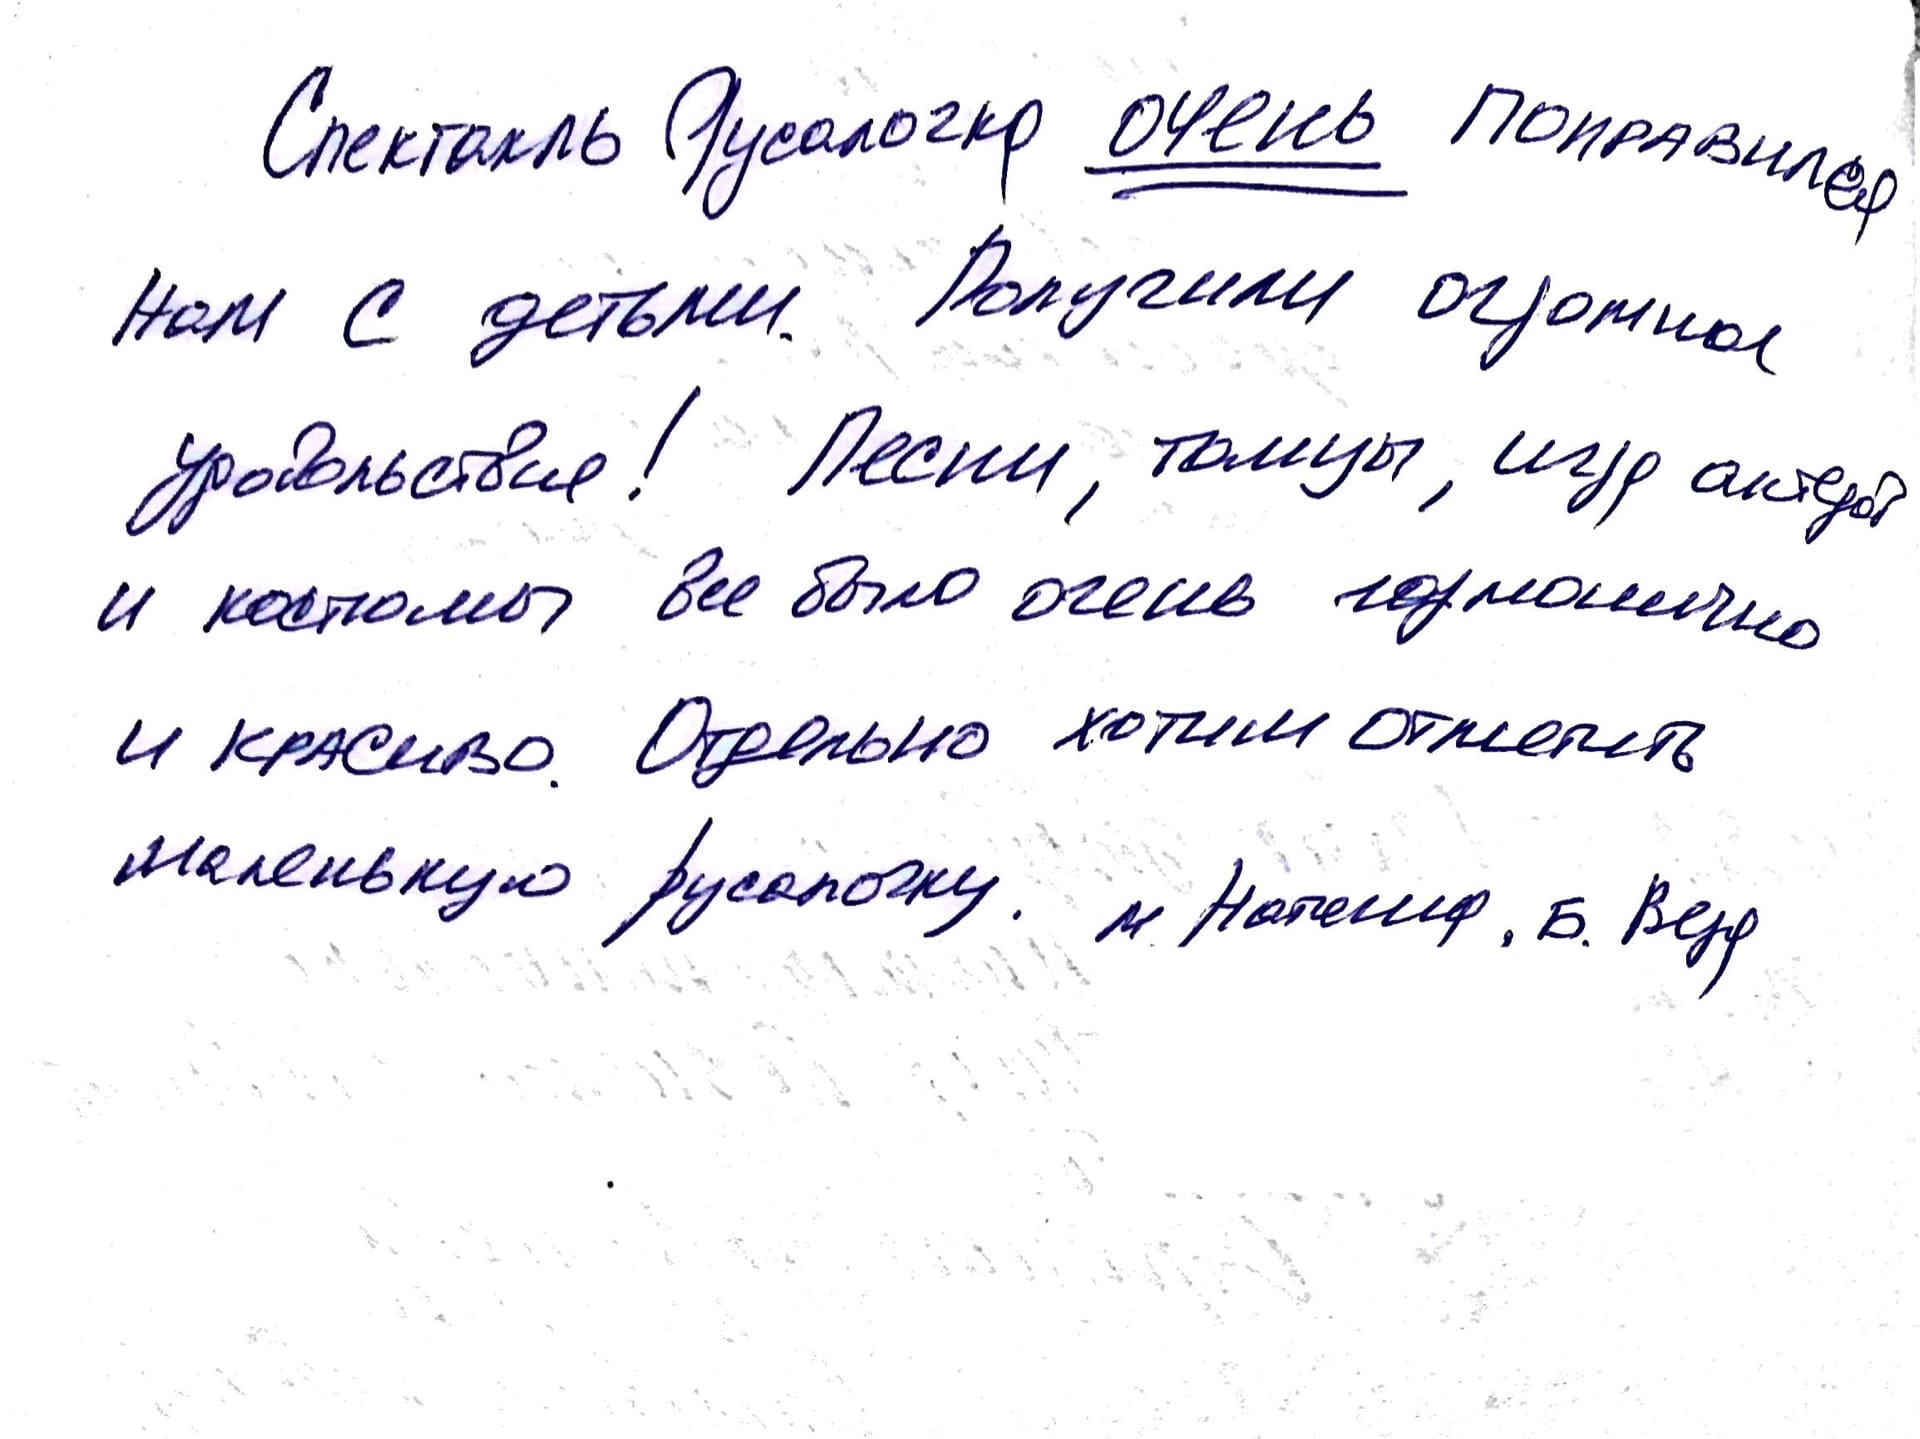 Спектакль Русалочка очень понравился
нам с детьми. Получили огромное
удовольствие! Песни, танцы, игра актеров
и костюмы все было очень гармонично
и красиво. Отдельно хотим отметить
маленькую русалочку. м. Наталия, Б. Вера